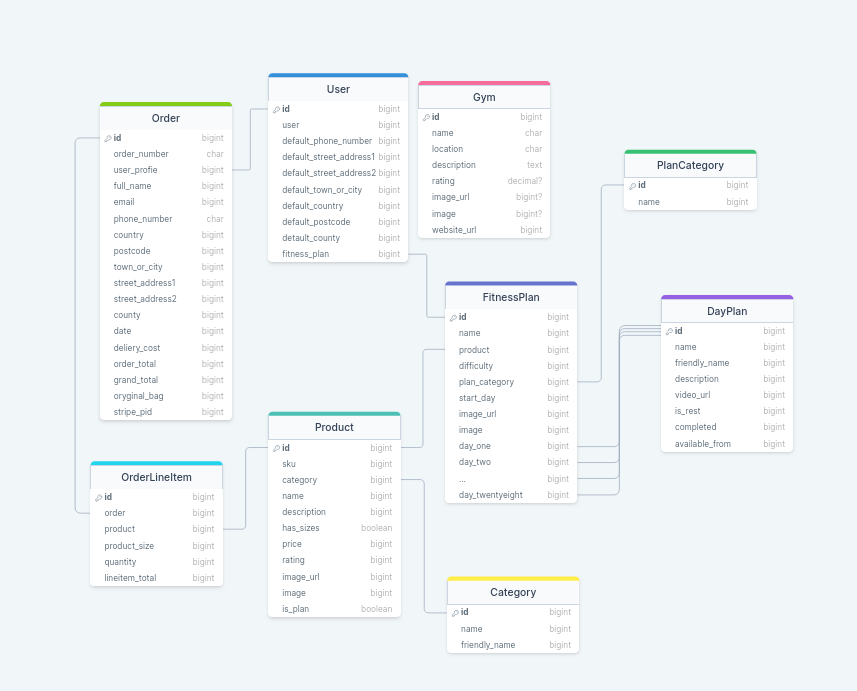 Order
id bigint
order_number char
user_profie bigint
full_name bigint
email bigint
phone_number char
country bigint
postcode bigint
town_or_city bigint
street_address1 bigint
street_address2 bigint
county bigint
date bigint
deliery_cost bigint
order_total bigint
grand_total bigint
oryginal_bag bigint
stripe_pid bigint
User
id bigint
user bigint
default_phone_number bigint
default_street_address1 bigint
default_street_address2 bigint
default_town_or_city bigint
default_country bigint
default_postcode bigint
detault_county bigint
fitness_plan bigint
Gym
id bigint
name char
location char
description text
rating decimal?
image_url bigint?
image bigint?
website_url bigint
PlanCategory
id bigint
name bigint
FitnessPlan
id bigint
name bigint
product bigint
difficulty bigint
plan_category bigint
start_day bigint
image_url bigint
image bigint
day_one bigint
day_two bigint
... bigint
day_twentyeight bigint
DayPlan
id bigint
name bigint
friendly_name bigint
description bigint
video_url bigint
is_rest bigint
completed bigint
available_from bigint
OrderLineItem
id bigint
order bigint
product bigint
product_size bigint
quantity bigint
lineitem_total bigint
Product
id bigint
sku bigint
category bigint
name bigint
description bigint
has_sizes boolean
price bigint
rating bigint
image_url bigint
image bigint
is_plan boolean
Category
id bigint
name bigint
friendly_name bigint